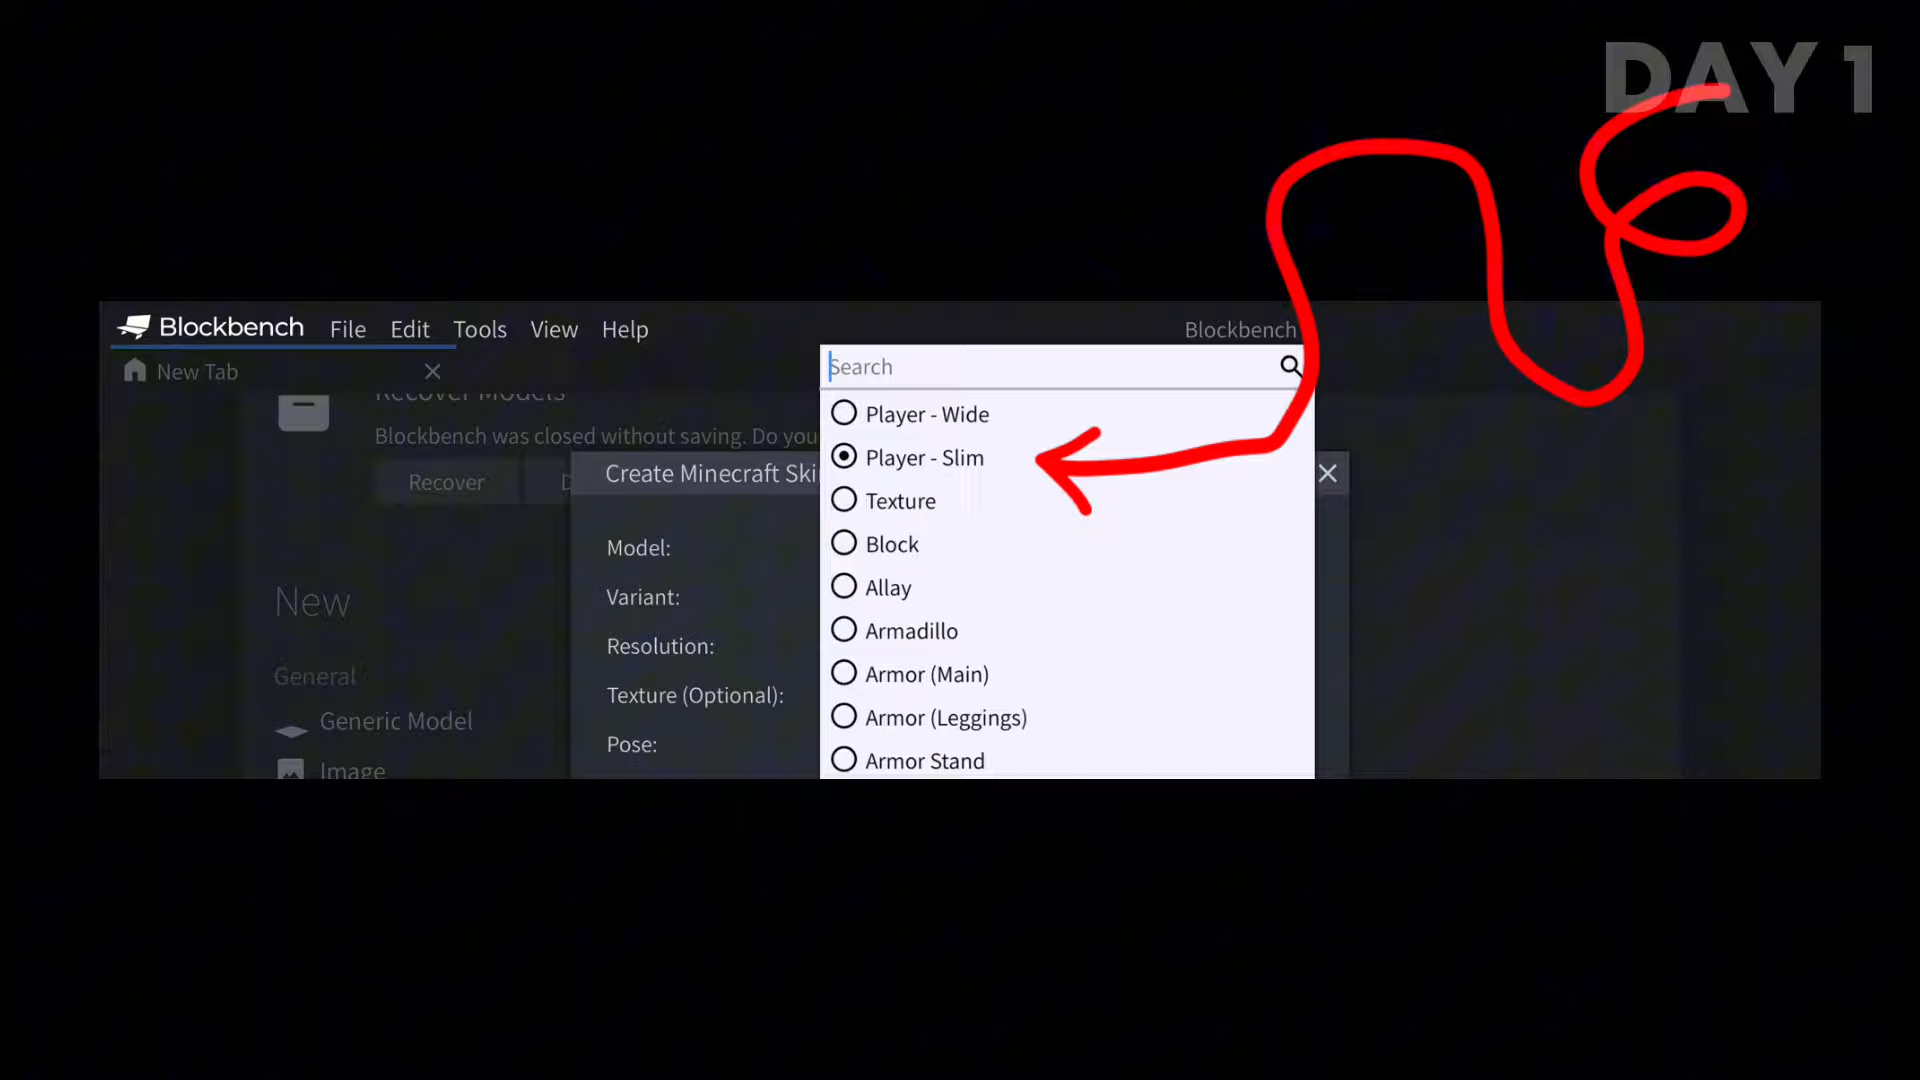 DAY 1
Blockbench File Edit Tools View Help Blockbench
New Tab
Search
Recover Models
Blockbench was closed without saving. Do you
Recover D
Create Minecraft Ski
Player - Wide
Player - Slim
Texture
Block
Allay
Armadillo
Armor (Main)
Armor (Leggings)
Armor Stand
Model:
Variant:
Resolution:
Texture (Optional):
Pose:
New
General
Generic Model
Image